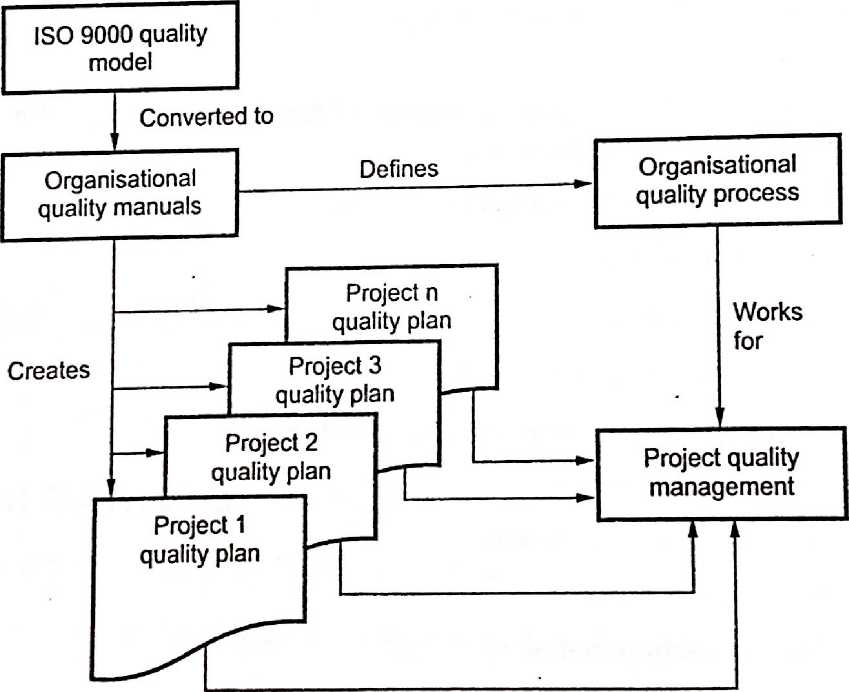 ISO 9000 quality
model
Converted to
Organisational
quality manuals
Defines
Organisational
quality process
Project n
quality plan
Works
for
Creates
Project 3
quality plan
Project 2
quality plan
Project quality
management
Project 1
quality plan